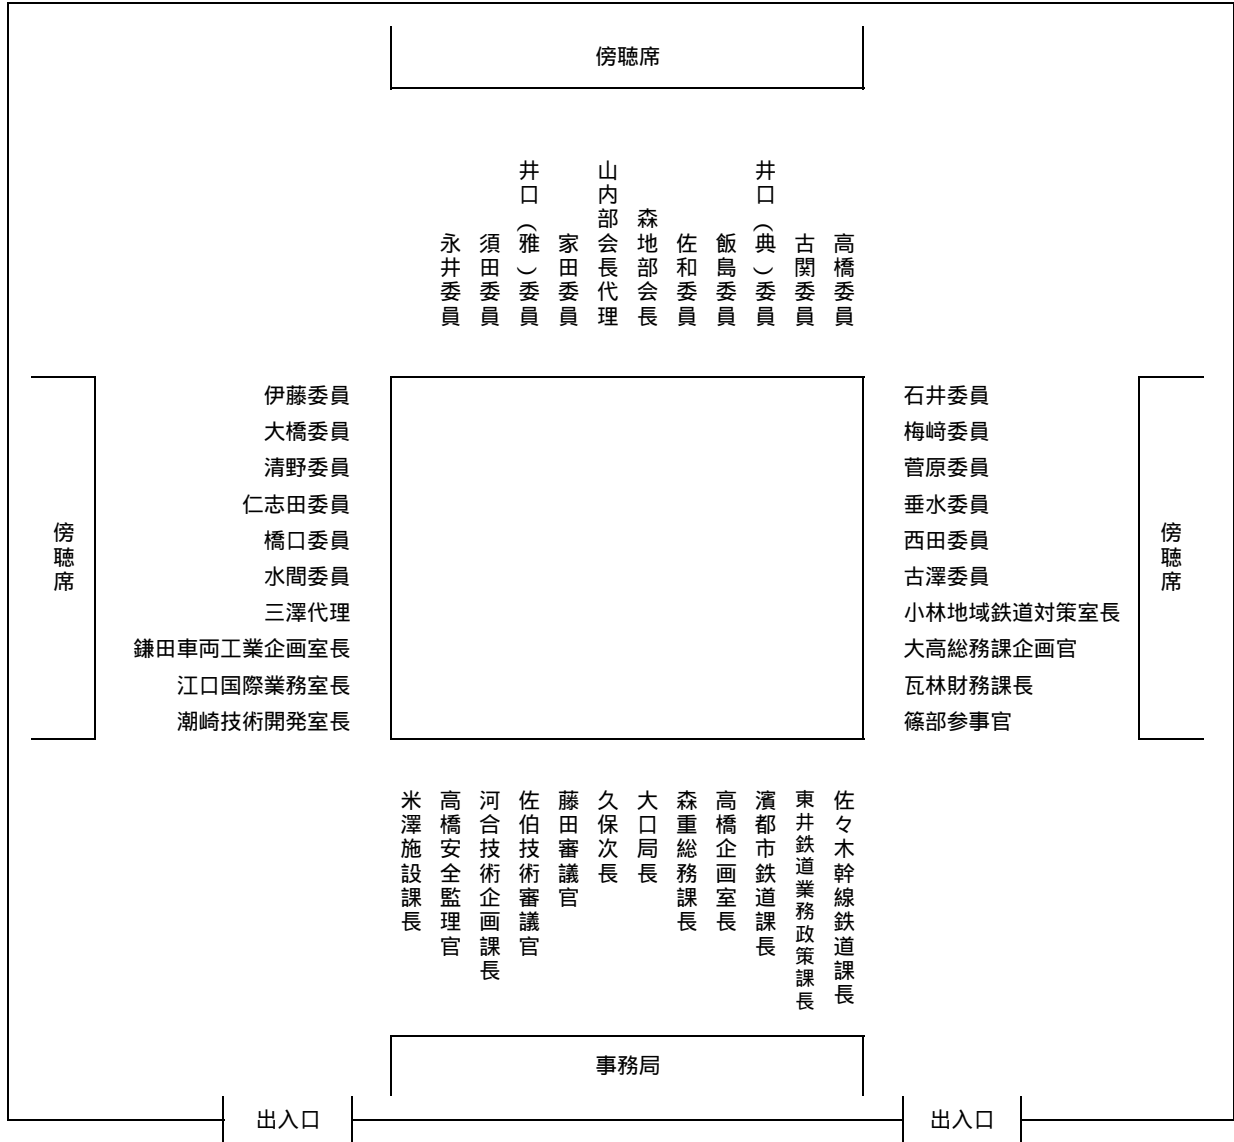 傍聴席
永井委員
須田委員
井口（雅）委員
家田委員
山内部会長代理
森地部会長
佐和委員
飯島委員
井口（典）委員
古関委員
高橋委員
傍聴席
伊藤委員
大橋委員
清野委員
仁志田委員
橋口委員
水間委員
三澤代理
鎌田車両工業企画室長
江口国際業務室長
潮崎技術開発室長
石井委員
梅﨑委員
菅原委員
垂水委員
西田委員
古澤委員
小林地域鉄道対策室長
大高総務課企画官
瓦林財務課長
篠部参事官
傍聴席
米澤施設課長
高橋安全監理官
河合技術企画課長
佐伯技術審議官
藤田審議官
久保次長
大口局長
森重総務課長
高橋企画室長
濱都市鉄道課長
東井鉄道業務政策課長
佐々木幹線鉄道課長
事務局
出入口
出入口